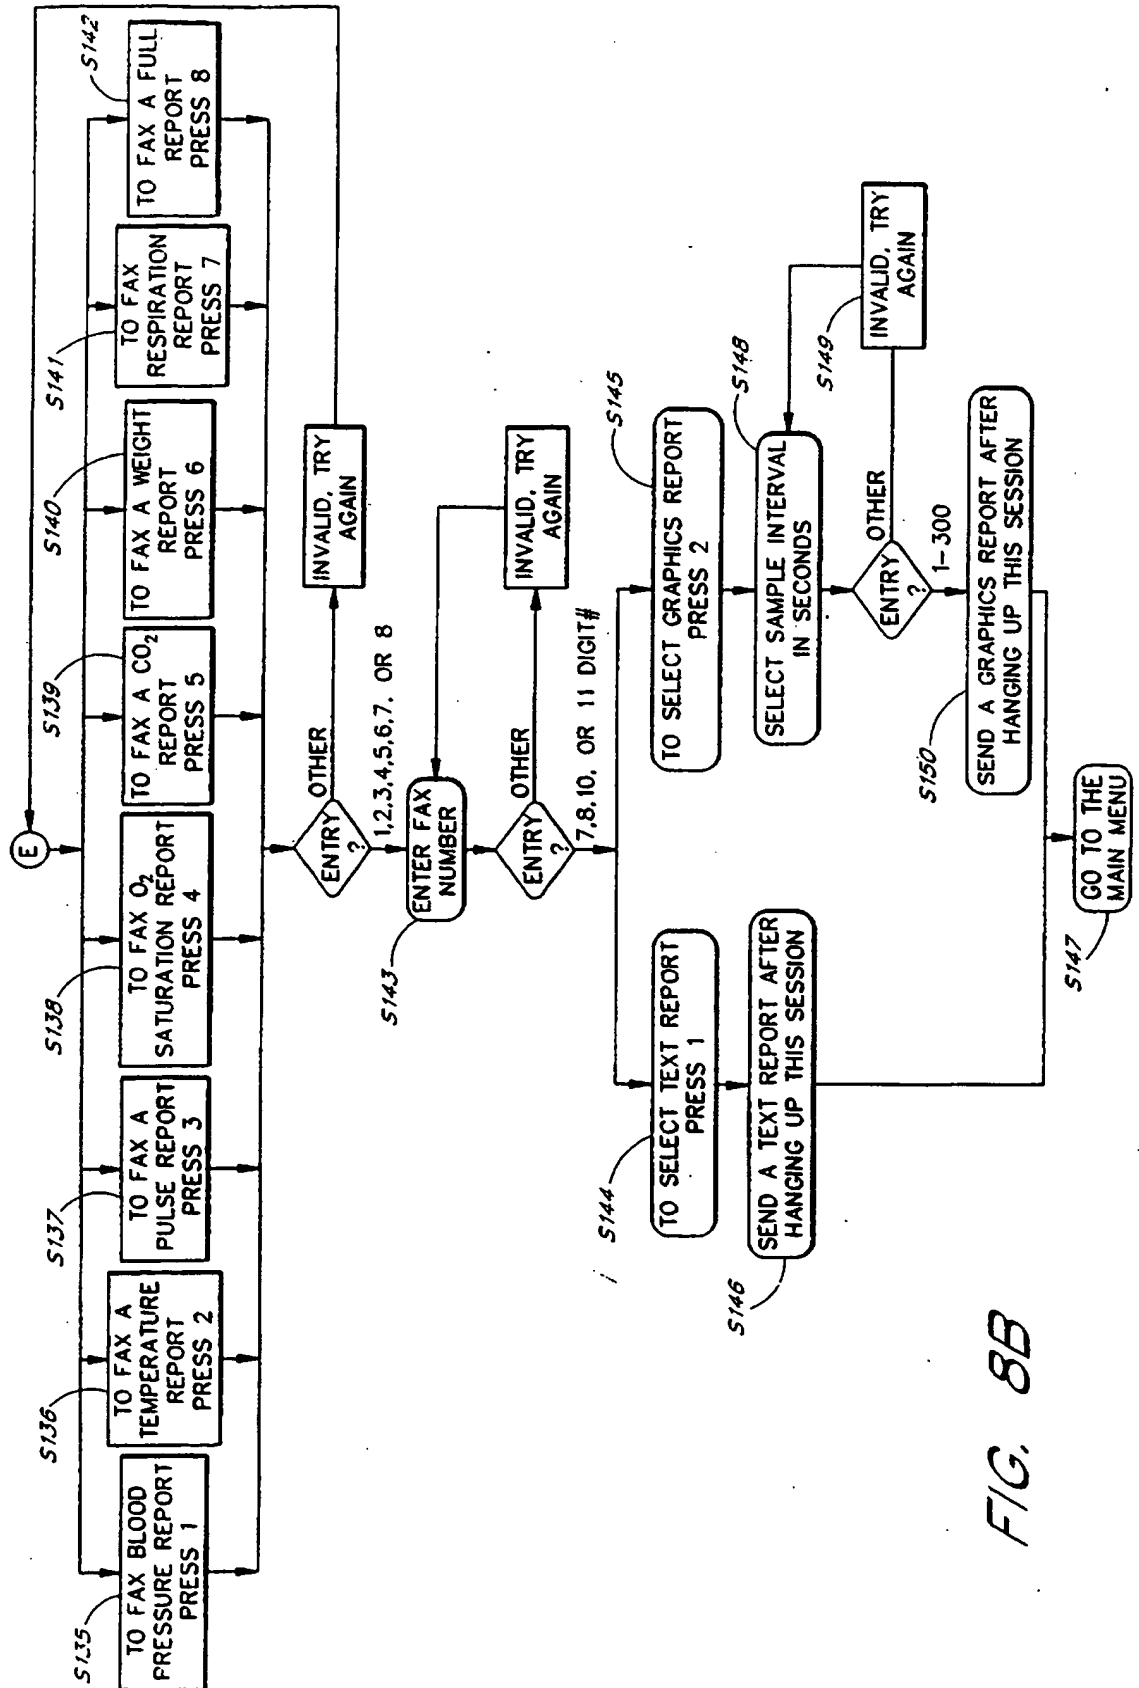 E
S135
TO FAX BLOOD
PRESSURE REPORT
PRESS 1
S136
TO FAX A
TEMPERATURE
REPORT
PRESS 2
S137
TO FAX A
PULSE REPORT
PRESS 3
S138
TO FAX O2
SATURATION REPORT
PRESS 4
S139
TO FAX A CO2
REPORT
PRESS 5
S140
TO FAX A WEIGHT
REPORT
PRESS 6
S141
TO FAX
RESPIRATION
REPORT
PRESS 7
S142
TO FAX A FULL
REPORT
PRESS 8
ENTRY
?
OTHER
INVALID, TRY
AGAIN
1,2,3,4,5,6,7, OR 8
S143
ENTER FAX
NUMBER
ENTRY
?
OTHER
INVALID, TRY
AGAIN
7,8,10, OR 11 DIGIT#
S144
TO SELECT TEXT REPORT
PRESS 1
S146
SEND A TEXT REPORT AFTER
HANGING UP THIS SESSION
S145
TO SELECT GRAPHICS REPORT
PRESS 2
S148
SELECT SAMPLE INTERVAL
IN SECONDS
ENTRY
?
OTHER
S149
INVALID, TRY
AGAIN
1-300
S150
SEND A GRAPHICS REPORT AFTER
HANGING UP THIS SESSION
S147
GO TO THE
MAIN MENU
FIG. 8B